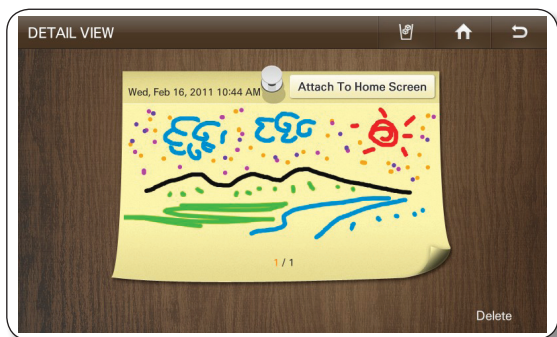 DETAIL VIEW
Wed, Feb 16, 2011 10:44 AM
Attach To Home Screen
1 / 1
Delete